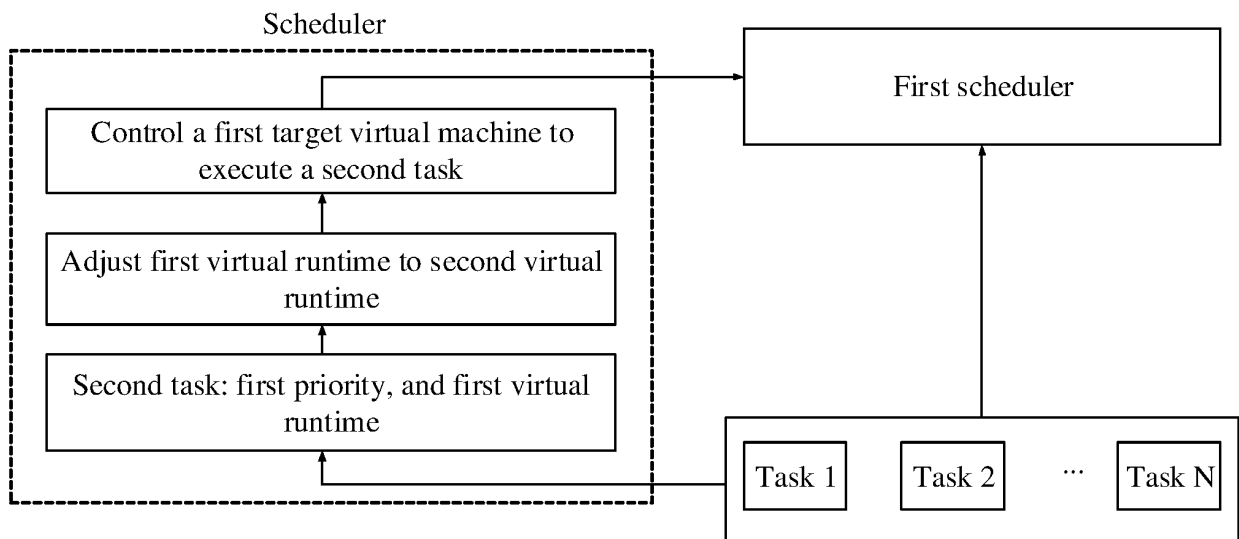 Scheduler
First scheduler
Control a first target virtual machine to
execute a second task
Adjust first virtual runtime to second virtual
runtime
Second task: first priority, and first virtual
runtime
Task 1
Task 2
...
Task N